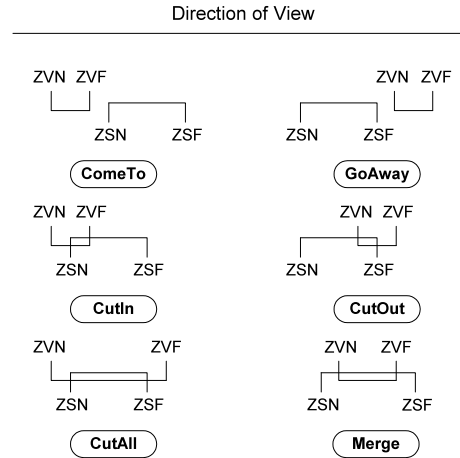 Direction of View
ZVN ZVF ZVN ZVF
ZSN ZSF ZSN ZSF
ComeTo GoAway
ZVN ZVF ZVN ZVF
ZSN ZSF ZSN ZSF
CutIn CutOut
ZVN ZVF ZVN ZVF
ZSN ZSF ZSN ZSF
CutAll Merge